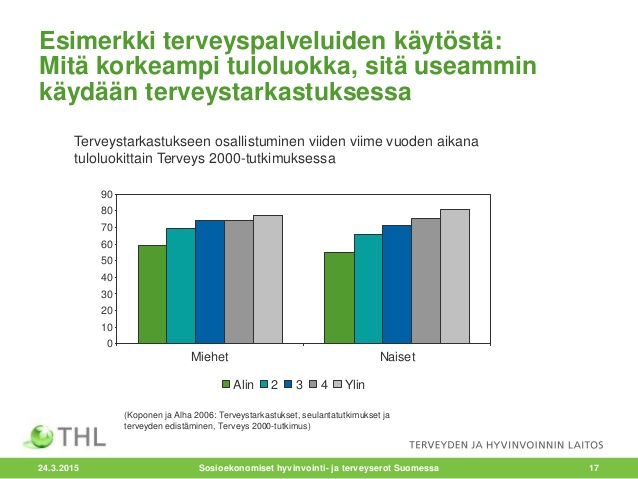 Esimerkki terveyspalveluiden käytöstä:
Mitä korkeampi tuloluokka, sitä useammin
käydään terveystarkastuksessa
Terveystarkastukseen osallistuminen viiden viime vuoden aikana
tuloluokittain Terveys 2000-tutkimuksessa
90
80
70
60
50
40
30
20
10
0
Miehet Naiset
Alin 2 3 4 Ylin
(Koponen ja Alha 2006: Terveystarkastukset, seulantatutkimukset ja
terveyden edistäminen, Terveys 2000-tutkimus)
THL
TERVEYDEN JA HYVINVOINNIN LAITOS
24.3.2015 Sosioekonomiset hyvinvointi- ja terveyserot Suomessa 17